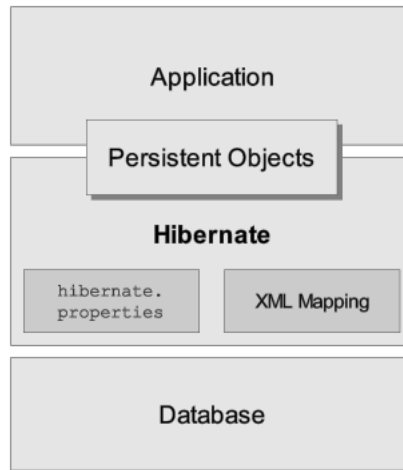 Application
Persistent Objects
Hibernate
hibernate.
properties
XML Mapping
Database